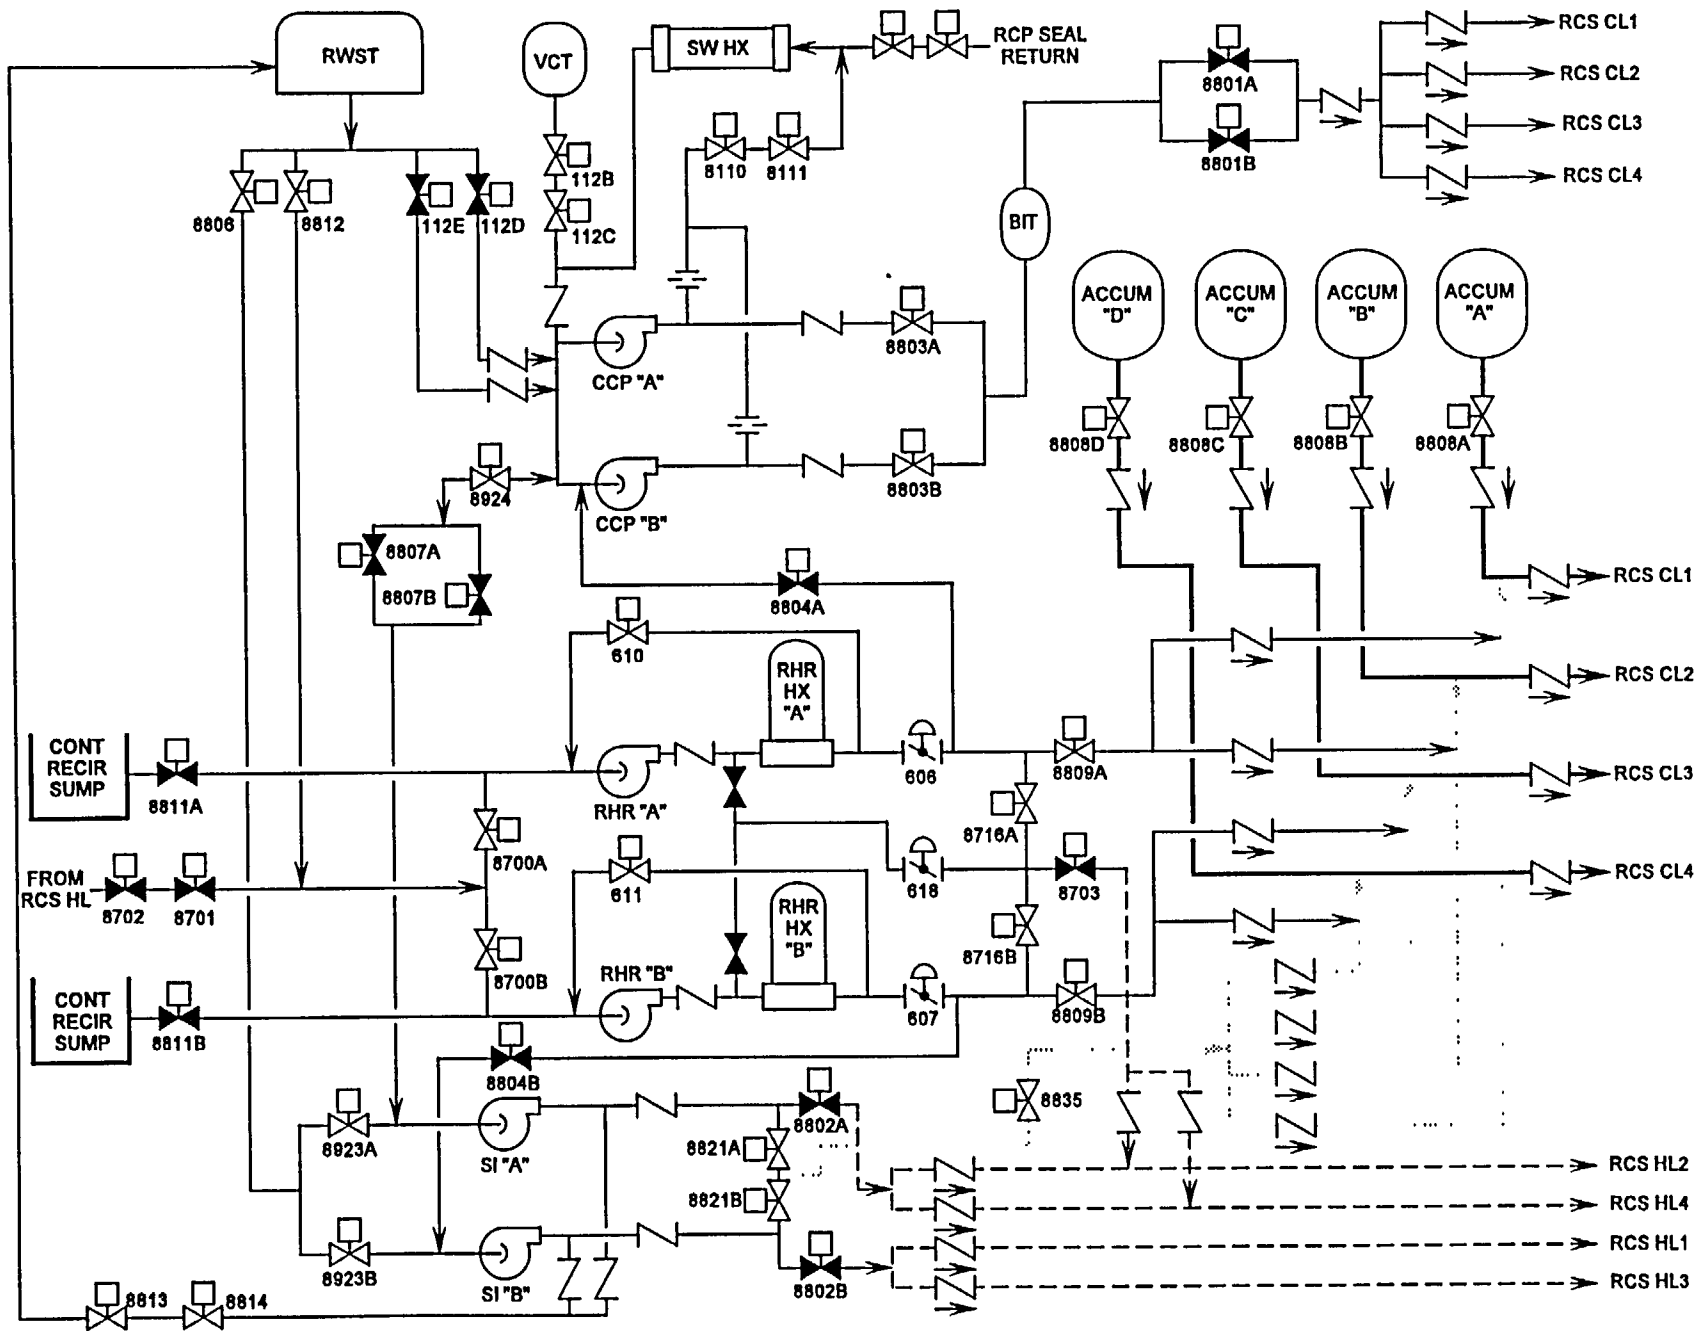 RWST
VCT
SW HX
RCP SEAL
RETURN
8801A
8801B
RCS CL1
RCS CL2
RCS CL3
RCS CL4
8806
8812
112E
112D
112B
112C
8110
8111
BIT
ACCUM
"D"
ACCUM
"C"
ACCUM
"B"
ACCUM
"A"
CCP "A"
8803A
8808D
8808C
8808B
8808A
8924
CCP "B"
8803B
8807A
8807B
8804A
610
RHR
HX
"A"
RCS CL1
RCS CL2
RCS CL3
RCS CL4
CONT
RECIR
SUMP
8811A
RHR "A"
606
8809A
8716A
8700A
FROM
RCS HL
8702
8701
611
618
8703
RHR
HX
"B"
8716B
8700B
CONT
RECIR
SUMP
8811B
RHR "B"
607
8809B
8804B
8835
8923A
SI "A"
8802A
8821A
8821B
8923B
SI "B"
8802B
8813
8814
RCS HL2
RCS HL4
RCS HL1
RCS HL3